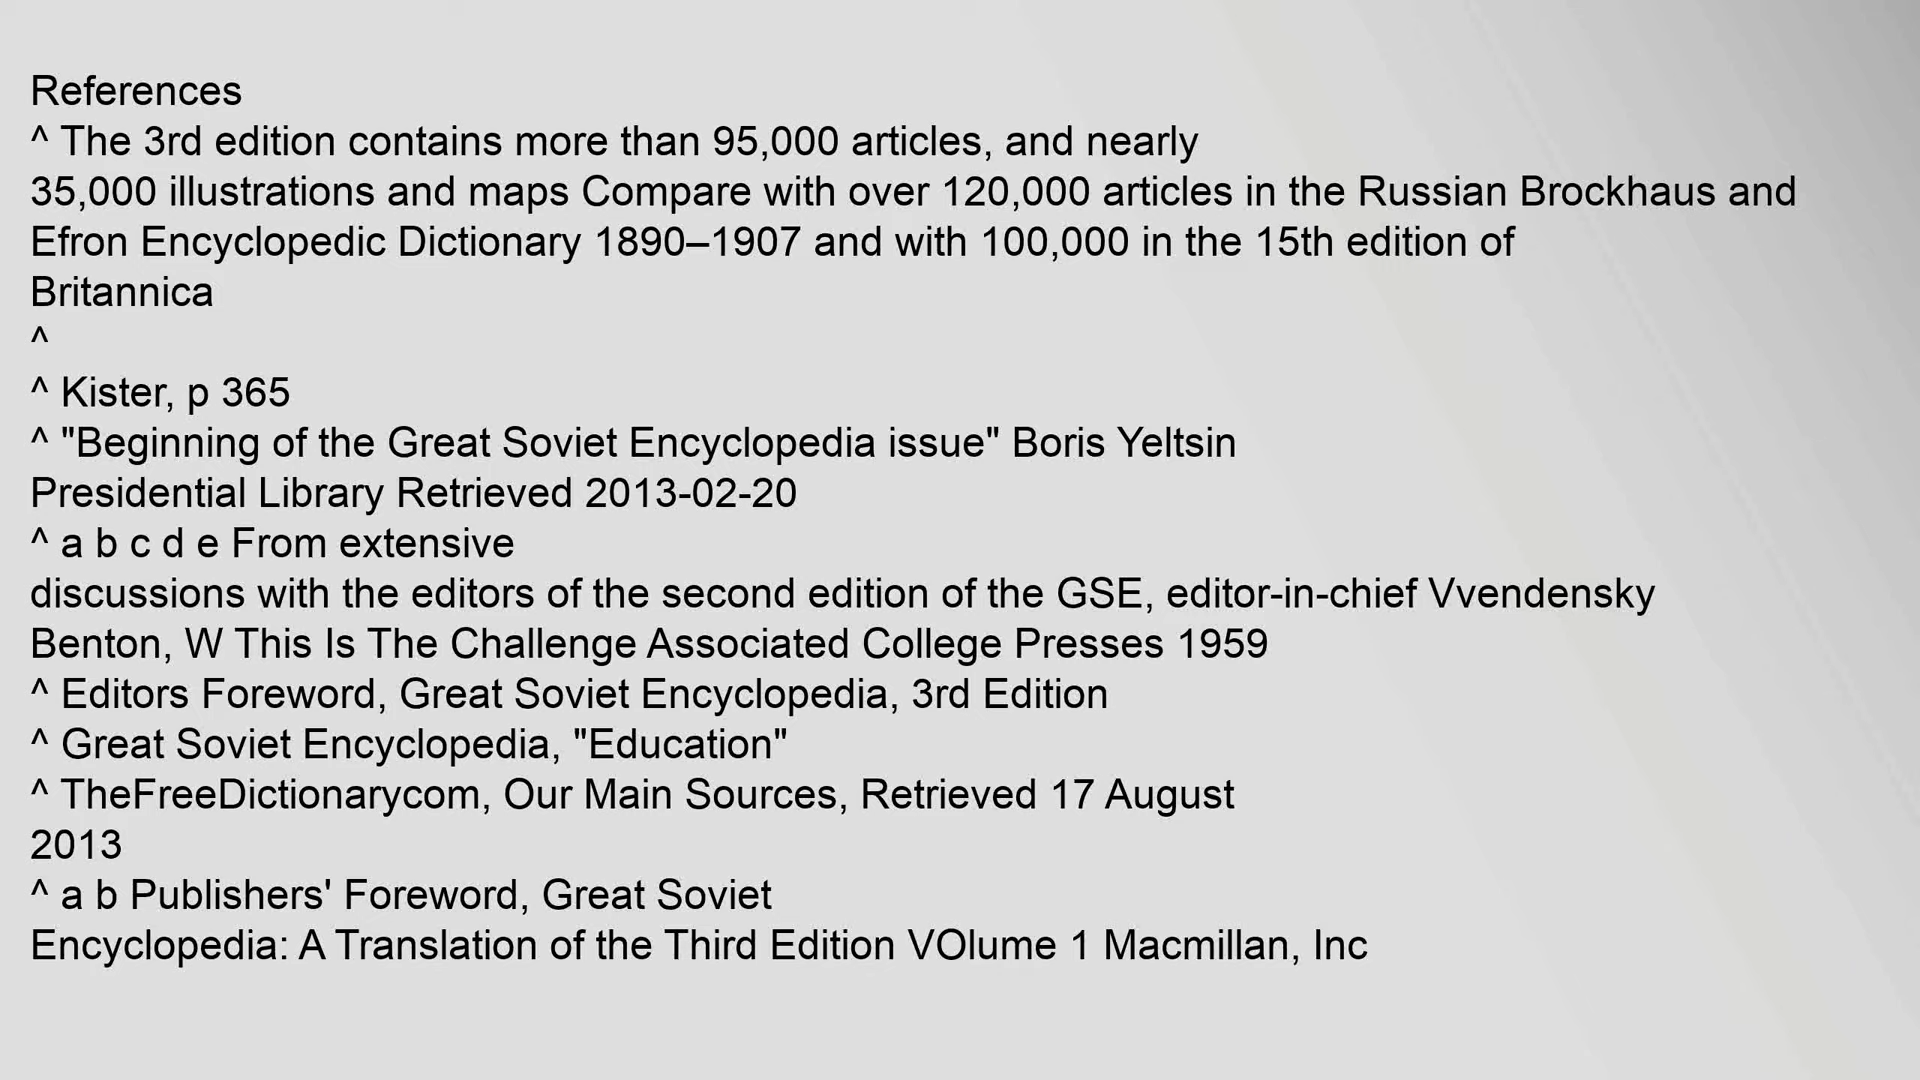 References
^ The 3rd edition contains more than 95,000 articles, and nearly
35,000 illustrations and maps Compare with over 120,000 articles in the Russian Brockhaus and
Efron Encyclopedic Dictionary 1890–1907 and with 100,000 in the 15th edition of
Britannica
^
^ Kister, p 365
^ "Beginning of the Great Soviet Encyclopedia issue" Boris Yeltsin
Presidential Library Retrieved 2013-02-20
^ a b c d e From extensive
discussions with the editors of the second edition of the GSE, editor-in-chief Vvendensky
Benton, W This Is The Challenge Associated College Presses 1959
^ Editors Foreword, Great Soviet Encyclopedia, 3rd Edition
^ Great Soviet Encyclopedia, "Education"
^ TheFreeDictionarycom, Our Main Sources, Retrieved 17 August
2013
^ a b Publishers' Foreword, Great Soviet
Encyclopedia: A Translation of the Third Edition VOlume 1 Macmillan, Inc